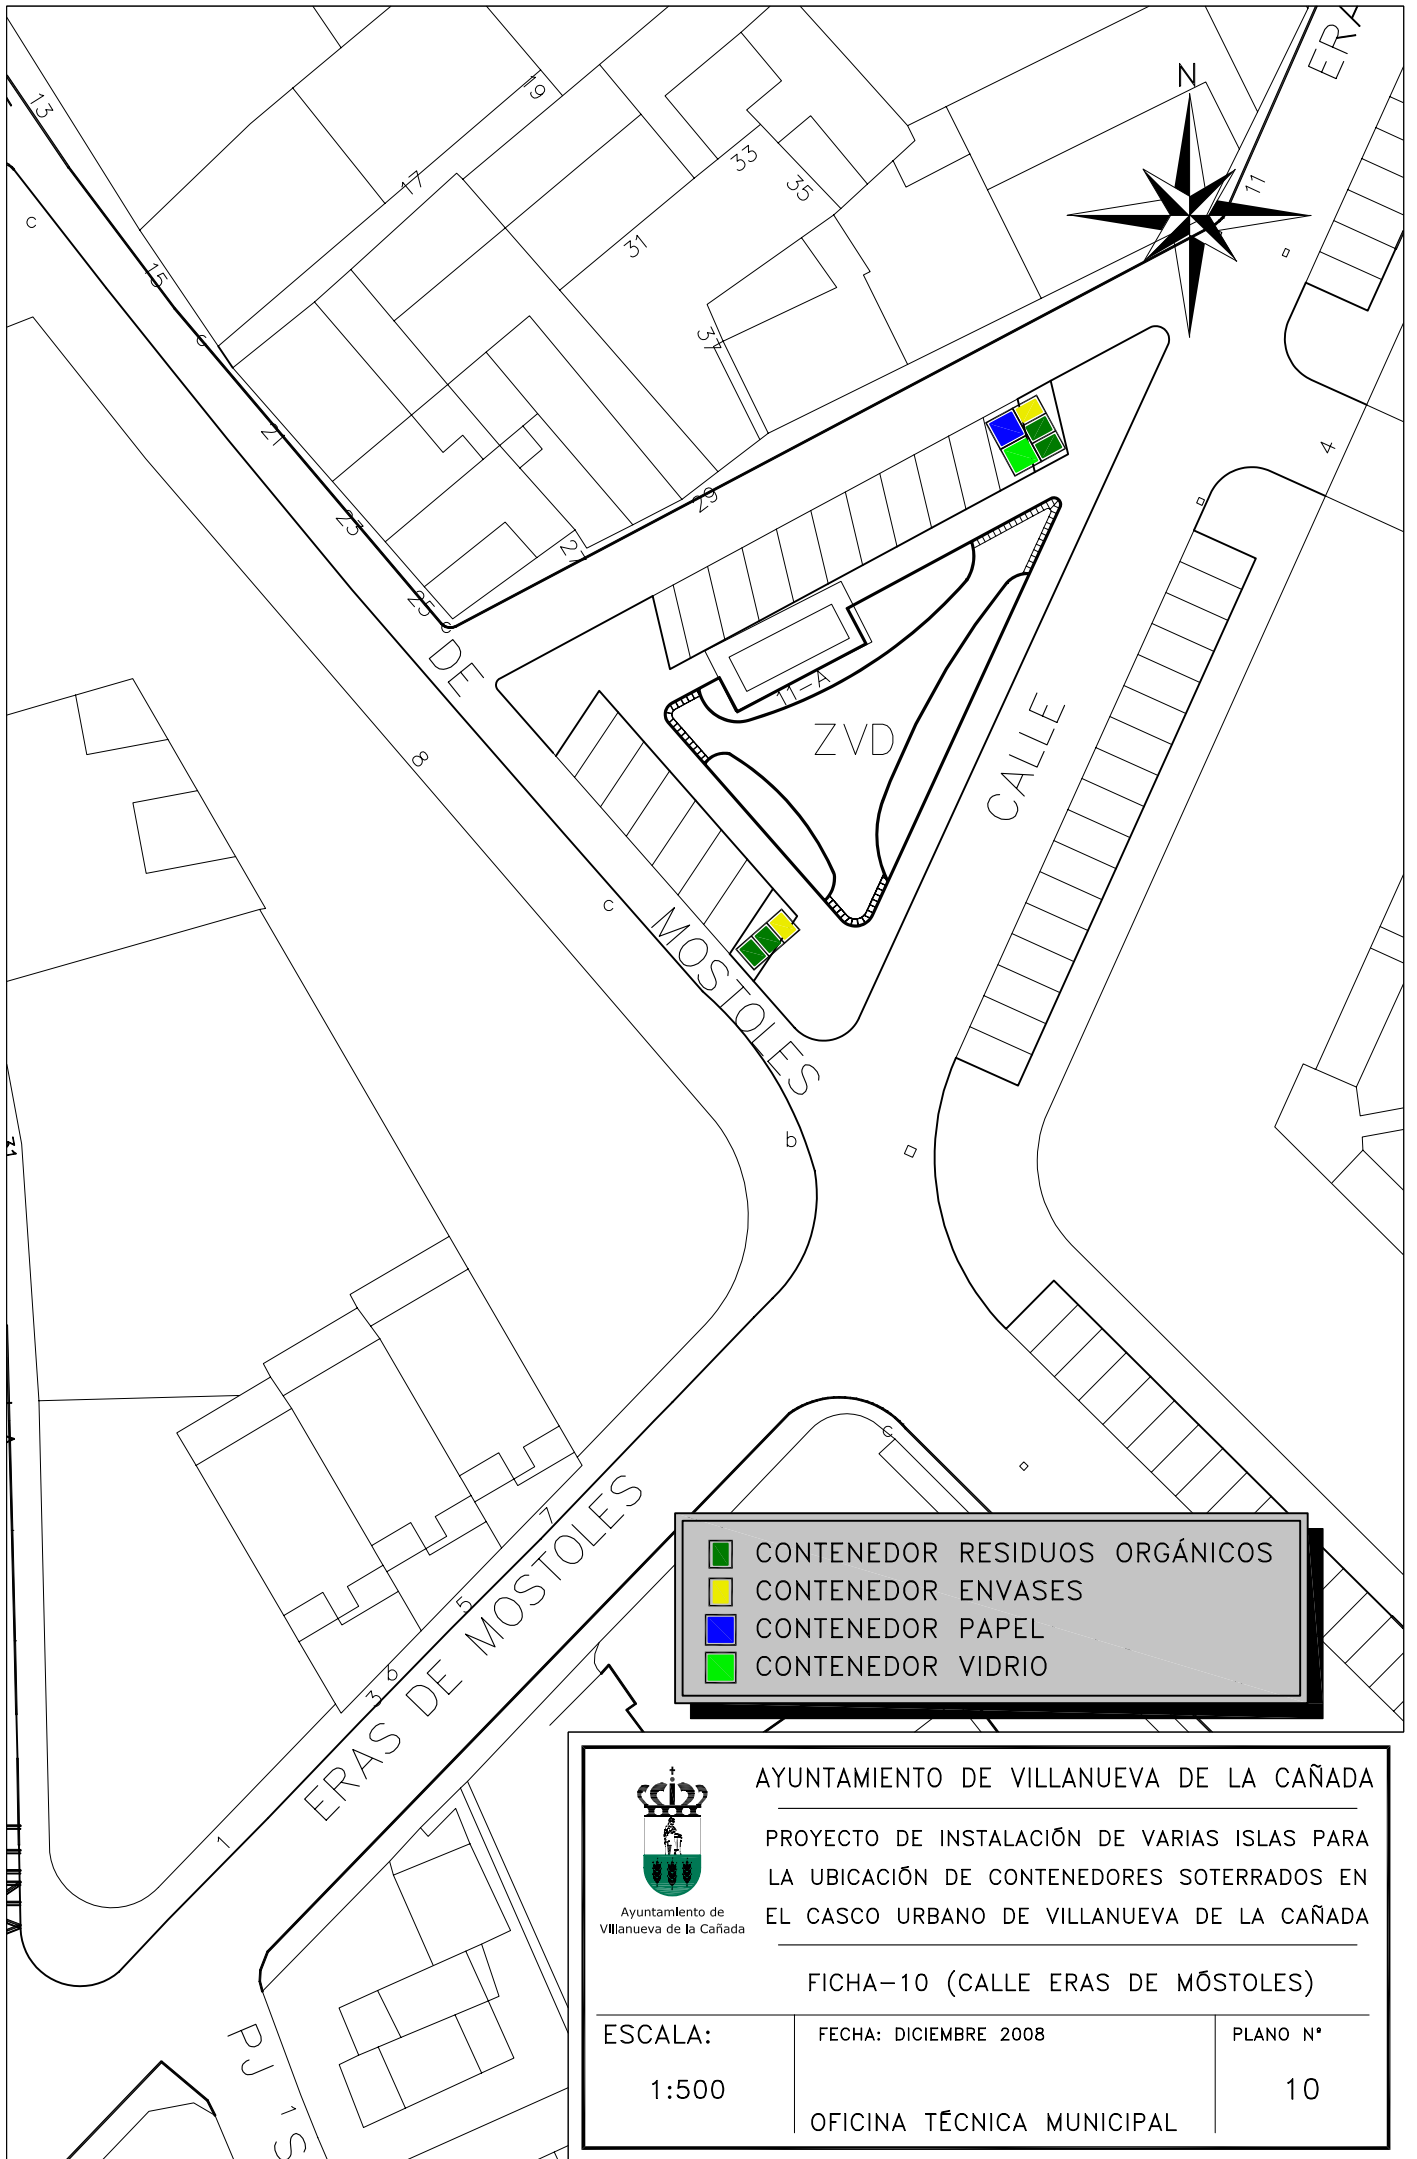 ERA
N
13
19
17
33
35
11
c
31
15
c
37
4
21
29
23
27
25
c
DE
11-A
8
ZVD
CALLE
c
MOSTOLES
b
31
c
7
5
6
3
ERAS DE MOSTOLES
1
CONTENEDOR RESIDUOS ORGÁNICOS
CONTENEDOR ENVASES
CONTENEDOR PAPEL
CONTENEDOR VIDRIO
AYUNTAMIENTO DE VILLANUEVA DE LA CAÑADA
PROYECTO DE INSTALACIÓN DE VARIAS ISLAS PARA
LA UBICACIÓN DE CONTENEDORES SOTERRADOS EN
EL CASCO URBANO DE VILLANUEVA DE LA CAÑADA
Ayuntamiento de
Villanueva de la Cañada
FICHA-10 (CALLE ERAS DE MÓSTOLES)
ESCALA:
1:500
FECHA: DICIEMBRE 2008
OFICINA TÉCNICA MUNICIPAL
PLANO Nº
10
PJ
1
S